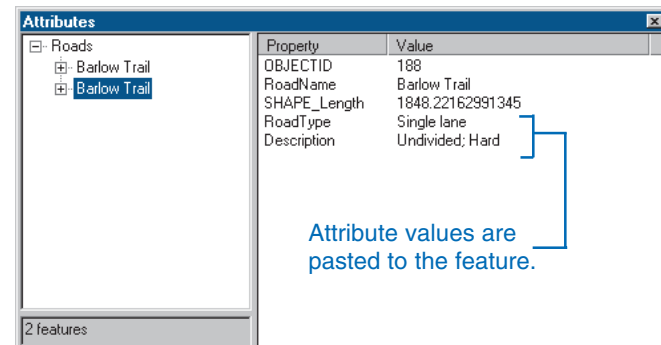 Attributes
Roads
Barlow Trail
Barlow Trail
2 features
Property Value
OBJECTID 188
RoadName Barlow Trail
SHAPE_Length 1848.22162991345
RoadType Single lane
Description Undivided; Hard
Attribute values are
pasted to the feature.